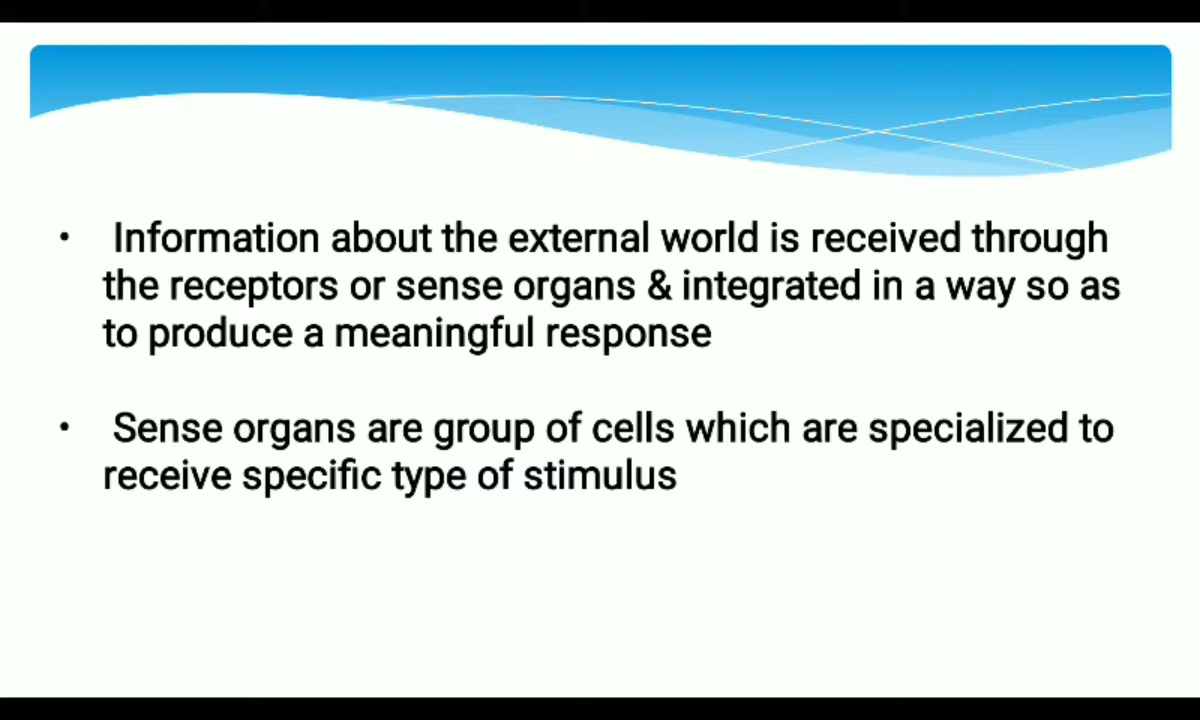 • Information about the external world is received through
the receptors or sense organs & integrated in a way so as
to produce a meaningful response
• Sense organs are group of cells which are specialized to
receive specific type of stimulus